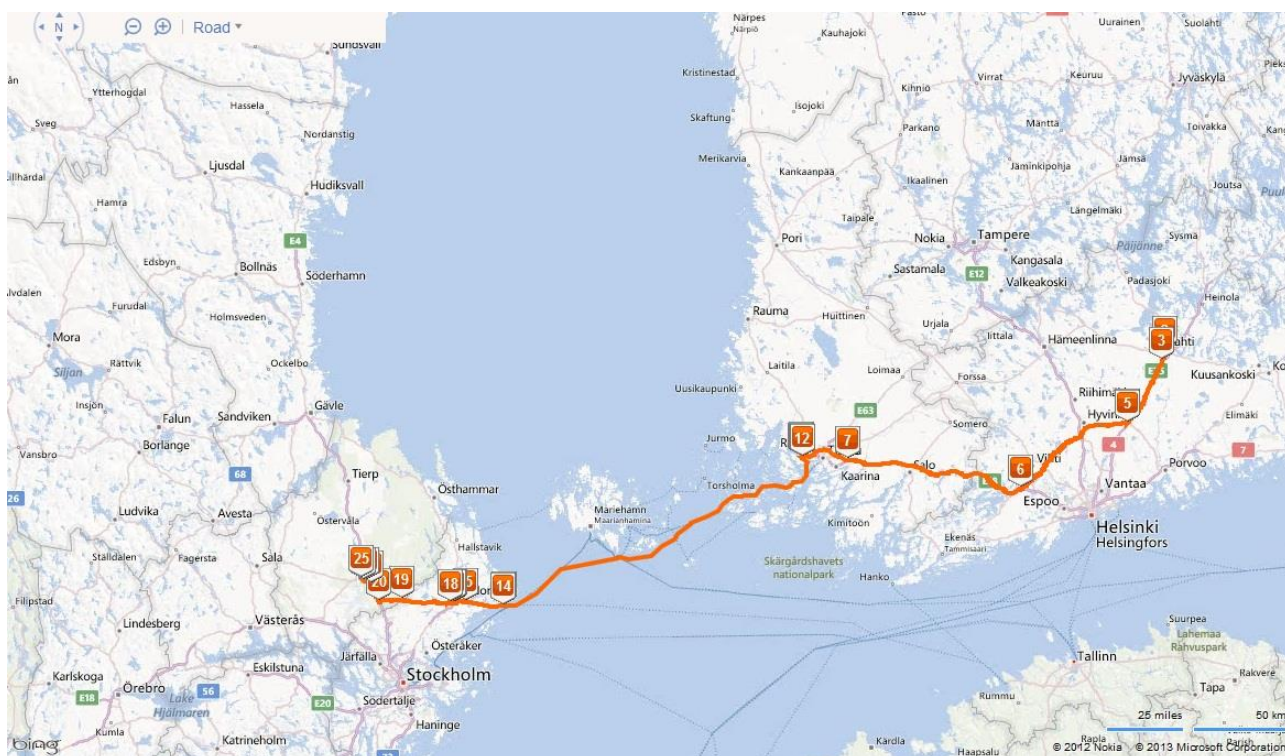 N
Road
Närpes
Närpiö
Kauhajoki
Pasto
Uurainen
Suolahti
Sundsvall
Ytterhogdal
Hassela
Kristinestad
Virrat
Keuruu
Jyväskylä
Kihniö
Isojoki
Skaftung
Sveg
Nordanstig
Parkano
Mänttä
Toivakka
Ljusdal
Merikarvia
Kankaanpää
Jämsä
Jäminkipohja
Hudiksvall
Ikaalinen
Joutsa
Hamra
Taipale
Längelmäki
Pori
Nokia
Tampere
Sysmä
E4
Edsbyn
Bollnäs
Söderhamn
Sastamala
Kangasala
Päijänne
E12
Valkeakoski
Padasjoki
Heinola
Furudal
Holmsveden
Rauma
Huittinen
Urjala
Iittala
Mora
Rättvik
Ockelbo
Hämeenlinna
3
Siljan
Laitila
Loimaa
Forssa
Kuusankoski
Uusikaupunki
Insjön
Falun
Sandviken
Gävle
Riihimä
5
Elimäki
E63
Somero
Hyvin
Borlänge
Jurmo
12
7
4
7
Vansbro
68
Tierp
Östhammar
Torsholma
Kaarina
Salo
6
Vihti
Porvoo
Vantaa
26
Ludvika
Avesta
Mariehamn
Maarianhamina
Espoo
Kimitoön
Helsinki
Helsingfors
Östervåla
Hallstavik
Ekenäs
Tammisaari
Ställdalen
Fagersta
Sala
25
Skärgårdshavets
nationalpark
Hanko
20
19
18
5
14
Filipstad
Lindesberg
Västerås
Österåker
Suurpea
Lahemaa
Rahvuspark
Järfälla
Tallinn
Karlskoga
Eskilstuna
Stockholm
Rakvere
E18
Örebro
56
E20
Södertälje
Rummu
Tapa
Lake
Hjälmaren
Haninge
Kumla
Katrineholm
25 miles
50 km
bing
Kärdla
Rapla
© 2012 Nokia © 2013 Microsoft Corporation